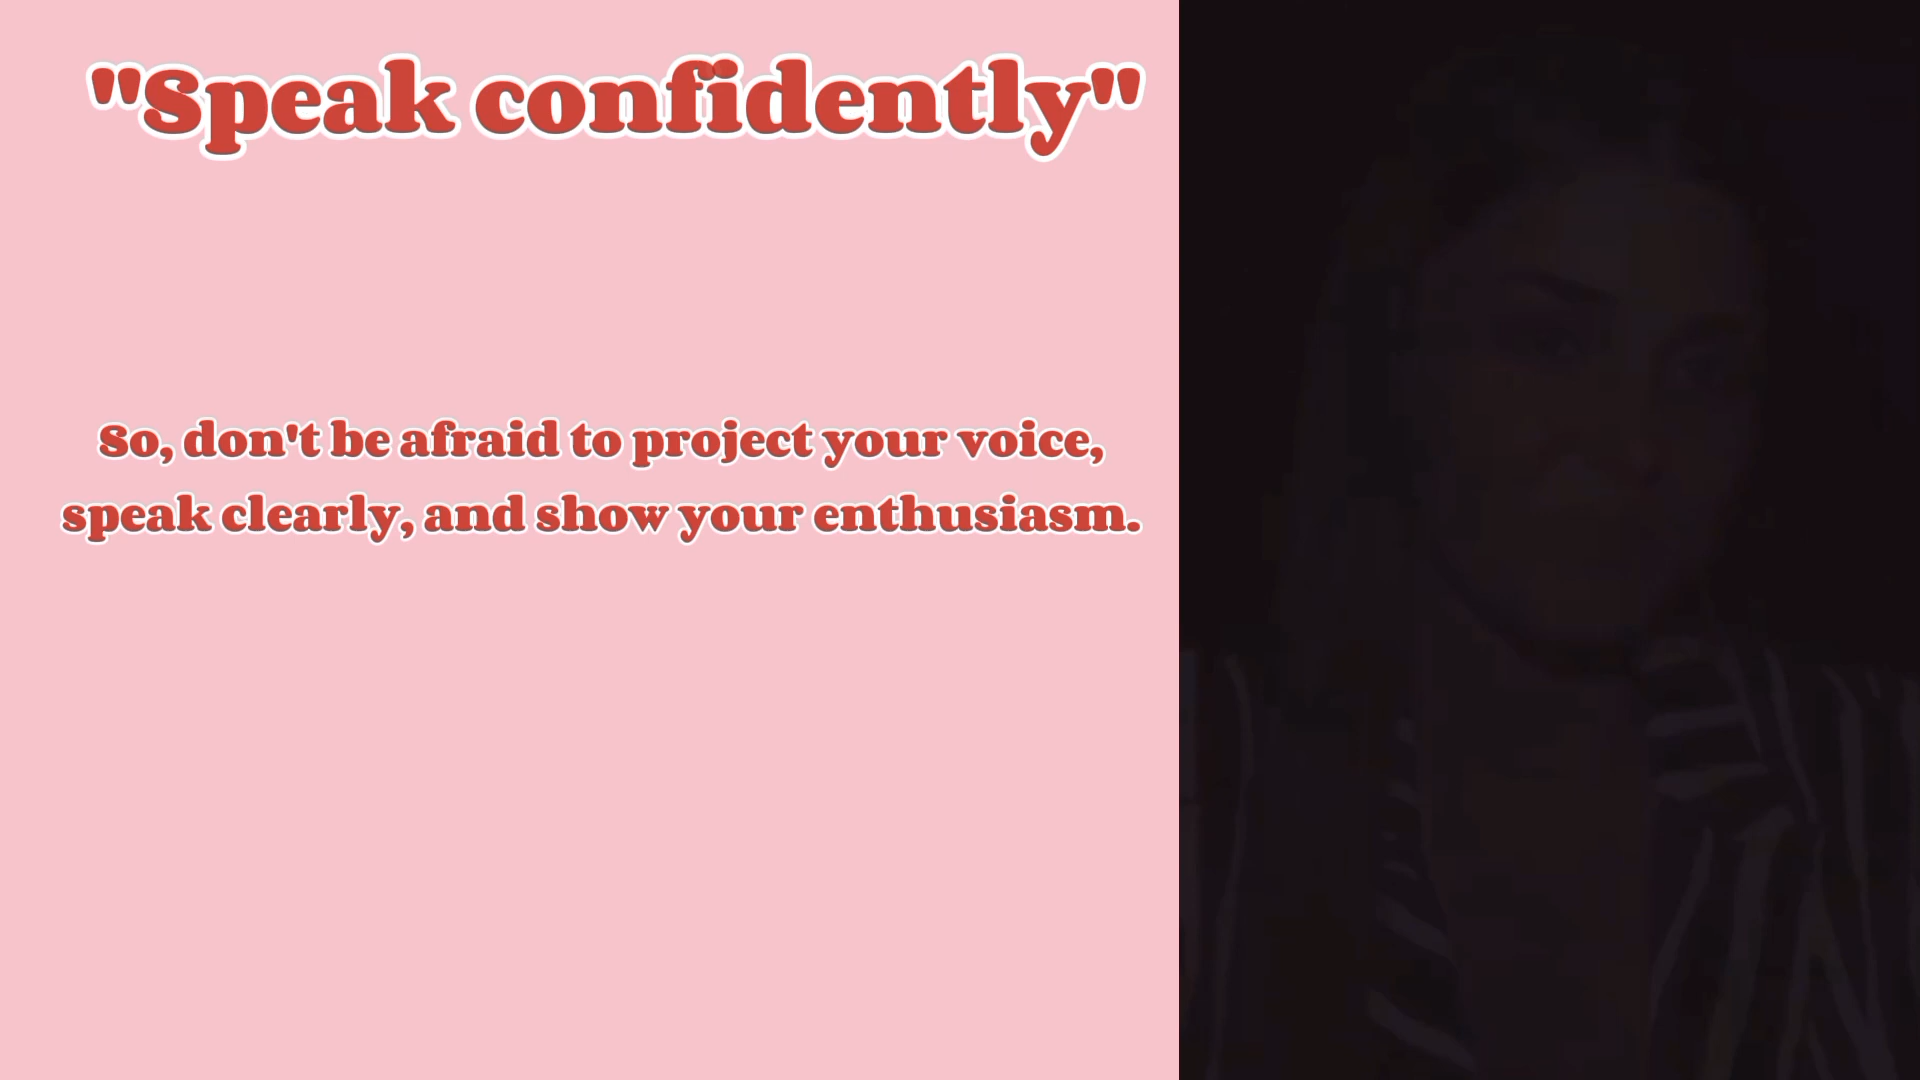 "Speak confidently"
So, don't be afraid to project your voice,
speak clearly, and show your enthusiasm.